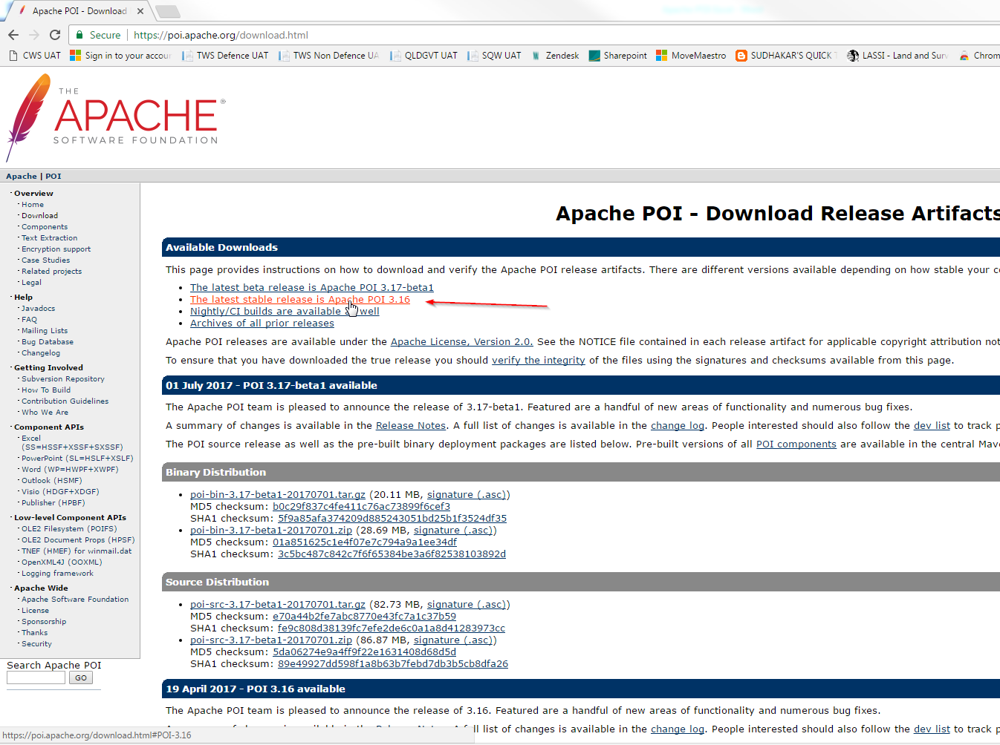 Apache POI - Download
Secure https://poi.apache.org/download.html
CWS UAT Sign in to your accou TWS Defence UAT TWS Non Defence UA QLDGVT UAT SQW UAT Zendesk Sharepoint MoveMaestro SUDHAKAR'S QUICK T LASSI - Land and Surv Chrom
THE
APACHE®
SOFTWARE FOUNDATION
Apache | POI
Overview
Home
Download
Components
Text Extraction
Encryption support
Case Studies
Related projects
Legal
Help
Javadocs
FAQ
Mailing Lists
Bug Database
Changelog
Getting Involved
Subversion Repository
How To Build
Contribution Guidelines
Who We Are
Component APIs
Excel
(SS=HSSF+XSSF+SXSSF)
PowerPoint (SL=HSLF+XSLF)
Word (WP=HWPF+XWPF)
Outlook (HSMF)
Visio (HDGF+XDGF)
Publisher (HPBF)
Low-level Component APIs
OLE2 Filesystem (POIFS)
OLE2 Document Props (HPSF)
TNEF (HMEF) for winmail.dat
OpenXML4J (OOXML)
Logging framework
Apache Wide
Apache Software Foundation
License
Sponsorship
Thanks
Security
Search Apache POI
GO
Apache POI - Download Release Artifacts
Available Downloads
This page provides instructions on how to download and verify the Apache POI release artifacts. There are different versions available depending on how stable your c
The latest beta release is Apache POI 3.17-beta1
The latest stable release is Apache POI 3.16
Nightly/CI builds are available as well
Archives of all prior releases
Apache POI releases are available under the Apache License, Version 2.0. See the NOTICE file contained in each release artifact for applicable copyright attribution not
To ensure that you have downloaded the true release you should verify the integrity of the files using the signatures and checksums available from this page.
01 July 2017 - POI 3.17-beta1 available
The Apache POI team is pleased to announce the release of 3.17-beta1. Featured are a handful of new areas of functionality and numerous bug fixes.
A summary of changes is available in the Release Notes. A full list of changes is available in the change log. People interested should also follow the dev list to track p
The POI source release as well as the pre-built binary deployment packages are listed below. Pre-built versions of all POI components are available in the central Mav
Binary Distribution
poi-bin-3.17-beta1-20170701.tar.gz (20.11 MB, signature (.asc))
MD5 checksum: b0c29f837c4fe411c76ac73899f6cef3
SHA1 checksum: 5f9a85afa374209d885243051bd25b1f3524df35
poi-bin-3.17-beta1-20170701.zip (28.69 MB, signature (.asc))
MD5 checksum: 01a851625c1e4f07e7c794a9a1ee34df
SHA1 checksum: 3c5bc487c842c7f6f65384be3a6f82538103892d
Source Distribution
poi-src-3.17-beta1-20170701.tar.gz (82.73 MB, signature (.asc))
MD5 checksum: e70a44b2fe7abc8770e43fc7a1c37b59
SHA1 checksum: fe9c808d38139fc7efe2de6c0a1a8d41283973cc
poi-src-3.17-beta1-20170701.zip (86.87 MB, signature (.asc))
MD5 checksum: 5da06274e9a4ff9f22e1631408d68d5d
SHA1 checksum: 89e49927dd598f1a8b63b7febd7db3b5cb8dfa26
19 April 2017 - POI 3.16 available
The Apache POI team is pleased to announce the release of 3.16. Featured are a handful of new areas of functionality and numerous bug fixes.
ll list of changes is available in the change log. People interested should also follow the dev list to track p
https://poi.apache.org/download.html#POI-3.16